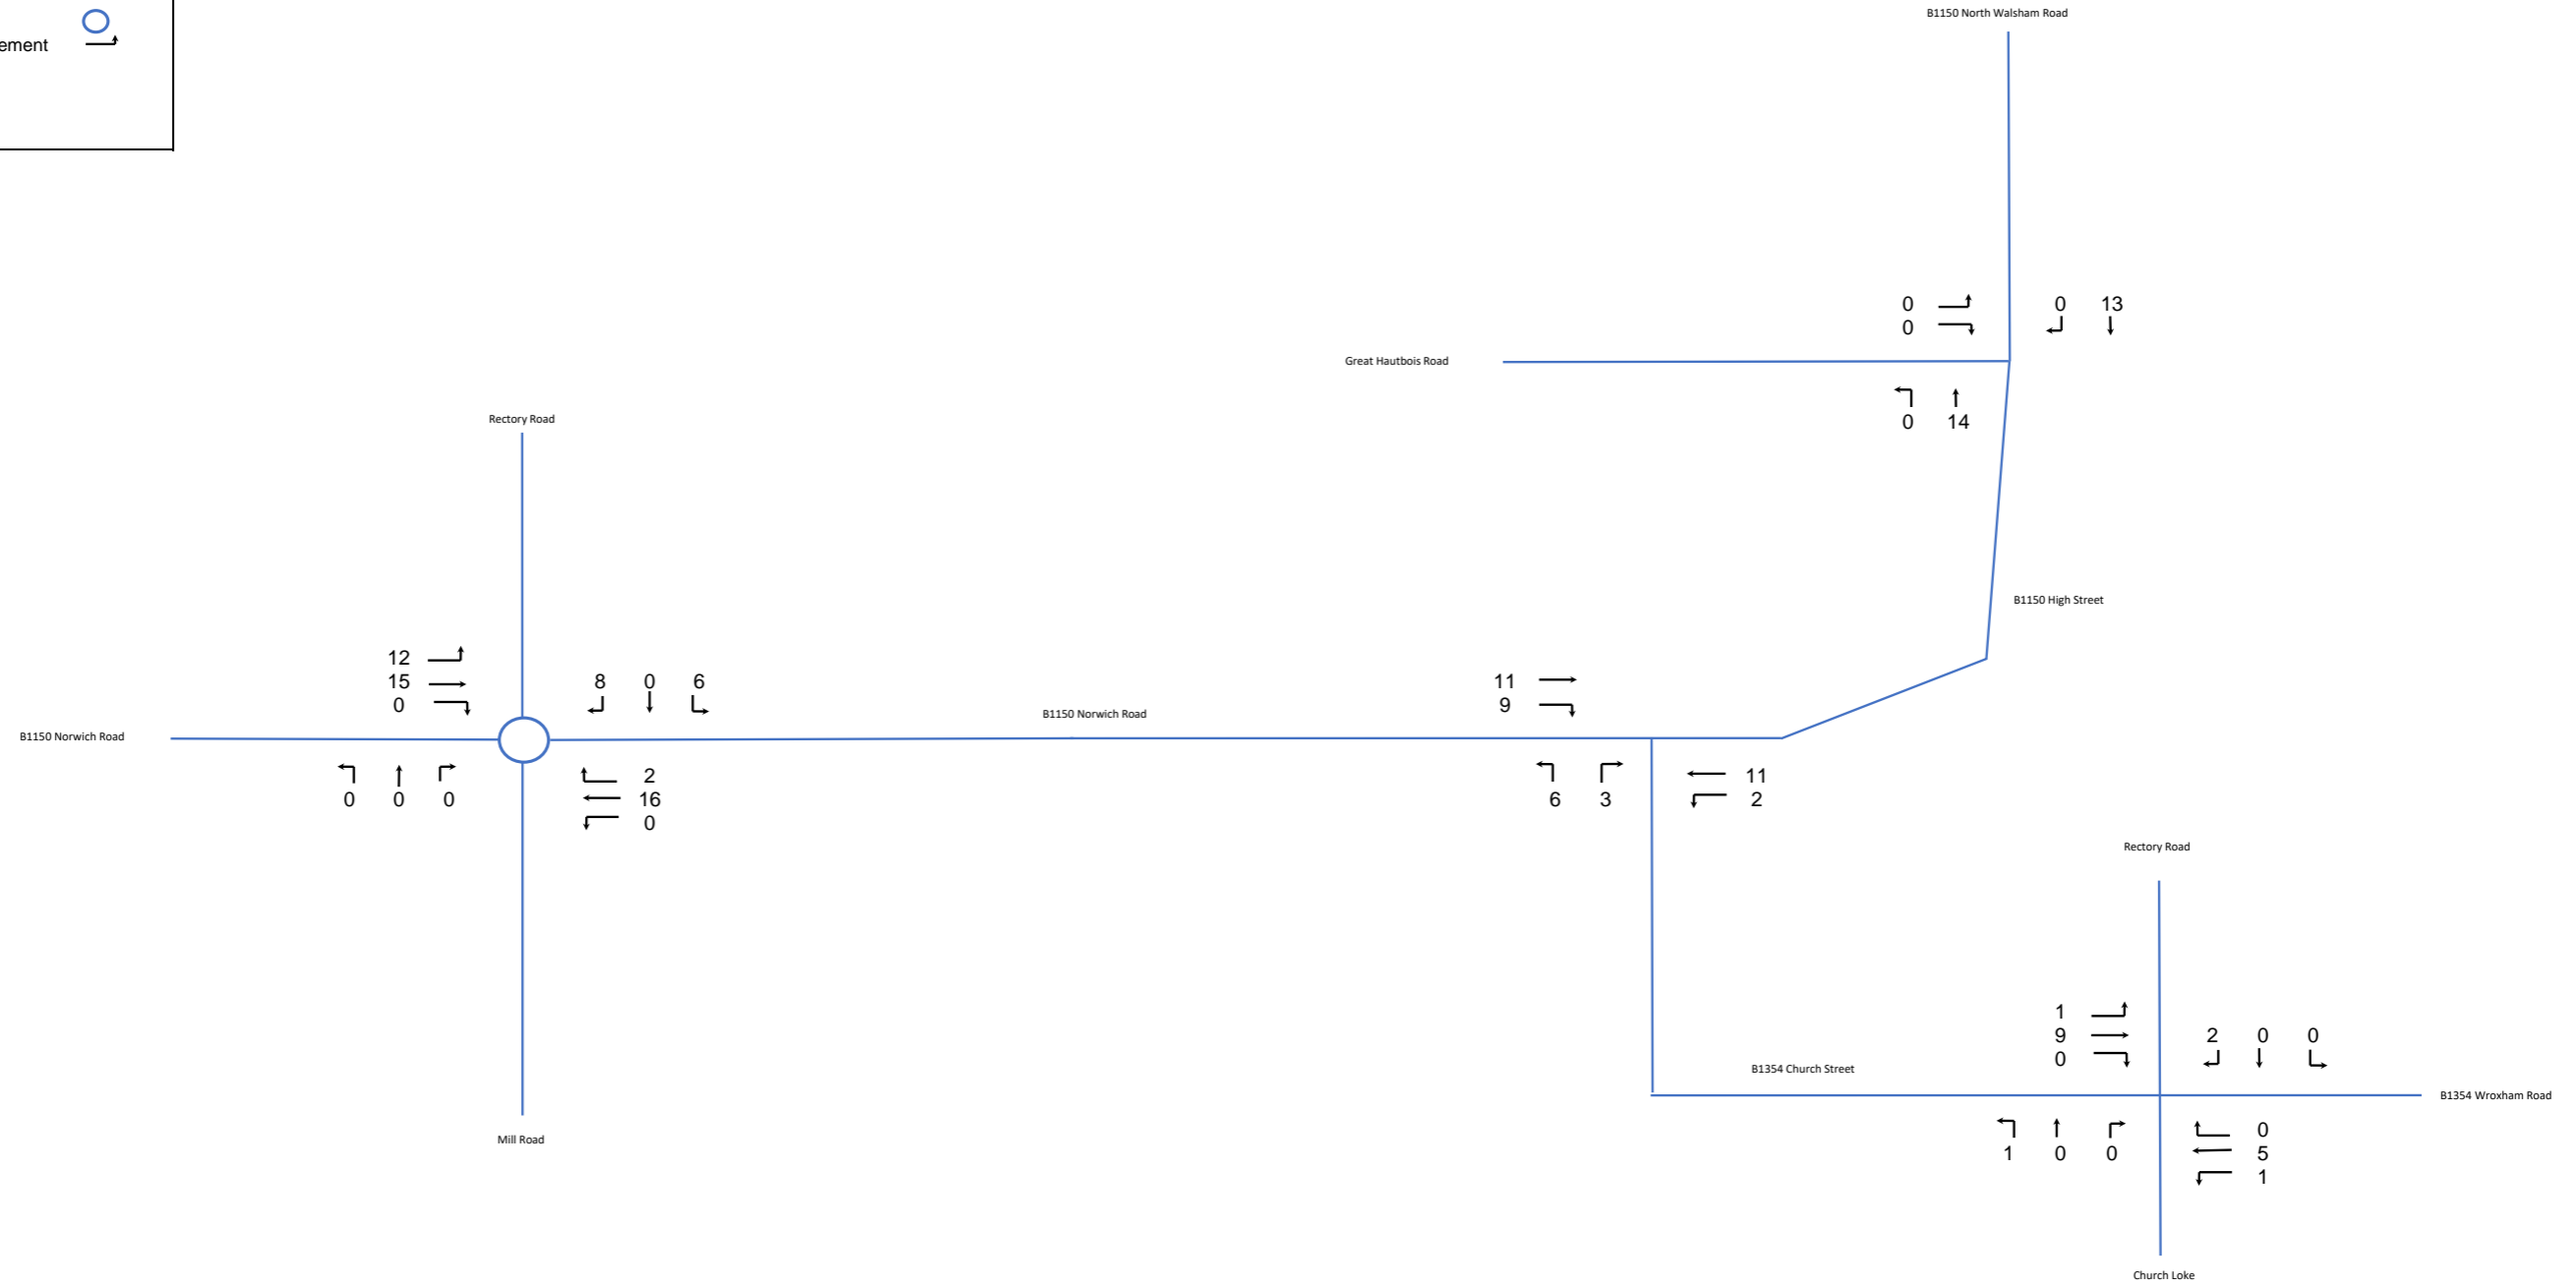 ement
B1150 North Walsham Road
0 0 13
0
Great Hautbois Road
0 14
Rectory Road
B1150 High Street
12
15 8 0 6
0
11
9
B1150 Norwich Road
B1150 Norwich Road
2
0 0 0 16
0
11
6 3 2
Rectory Road
1
9 2 0 0
0
B1354 Church Street
B1354 Wroxham Road
Mill Road
0
1 0 0 5
1
Church Loke